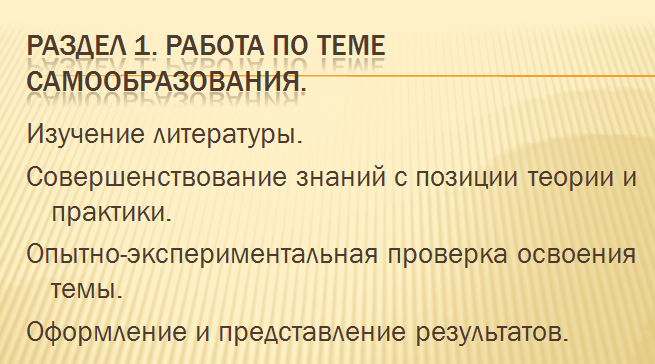 РАЗДЕЛ 1. РАБОТА ПО ТЕМЕ
САМООБРАЗОВАНИЯ.
Изучение литературы.
Совершенствование знаний с позиции теории и
практики.
Опытно-экспериментальная проверка освоения
темы.
Оформление и представление результатов.